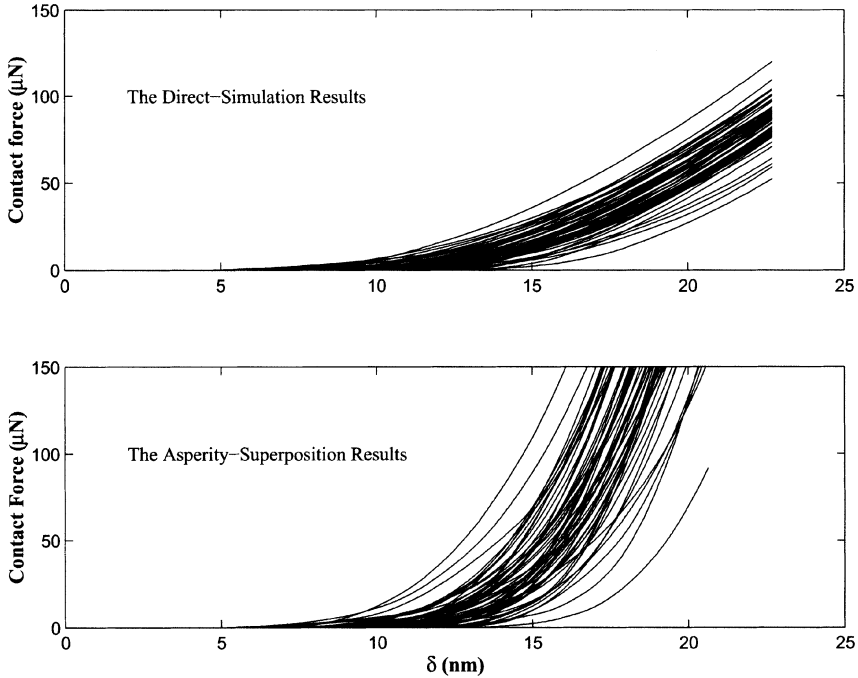 150
100
50
0
Contact force (μN)
The Direct−Simulation Results
0 5 10 15 20 25
150
100
50
0
Contact Force (μN)
The Asperity−Superposition Results
0 5 10 15 20 25
δ (nm)